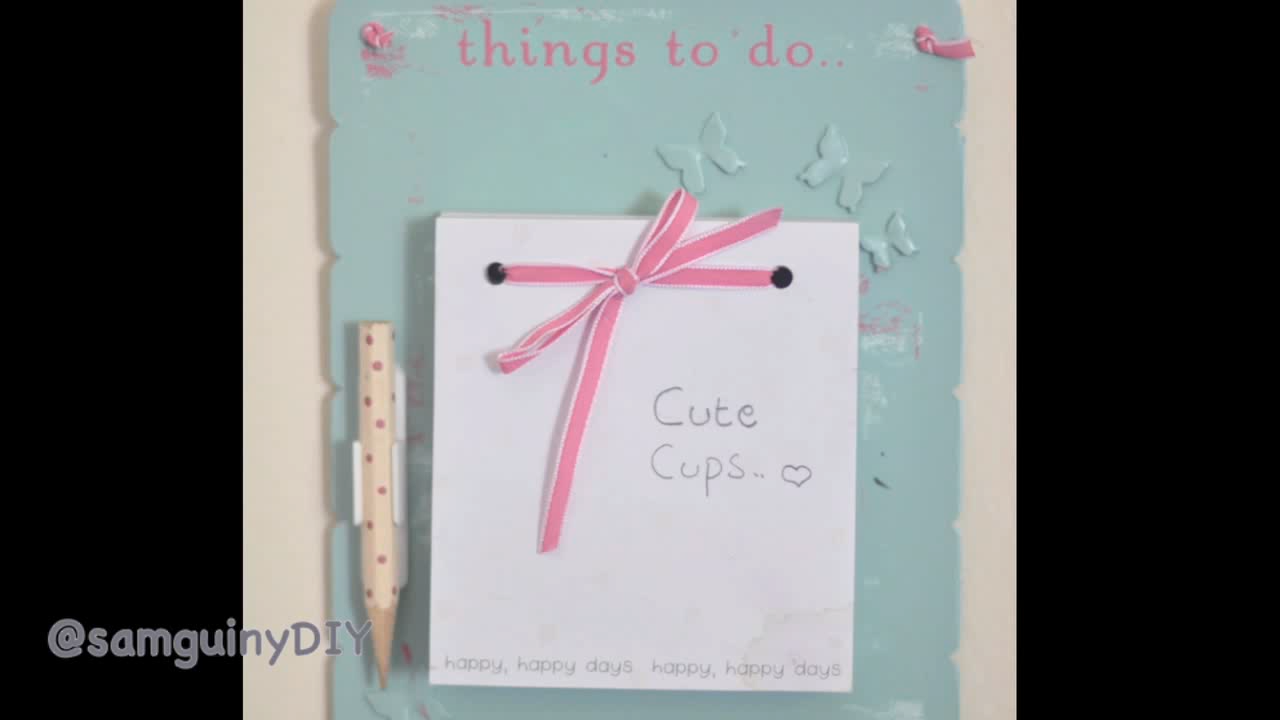 things to do..
Cute
Cups.. ♡
@samguinyDIY
happy, happy days happy, happy days